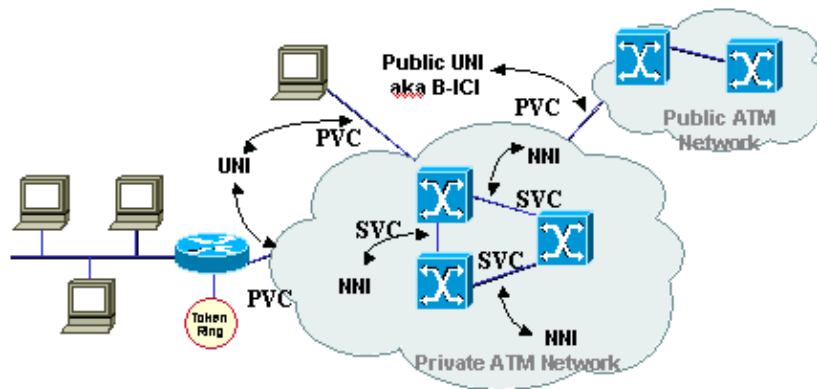 Public UNI
aka B-ICI
PVC
Public ATM
Network
PVC
UNI
NNI
SVC
SVC
NNI
SVC
PVC
Token
Ring
NNI
Private ATM Network